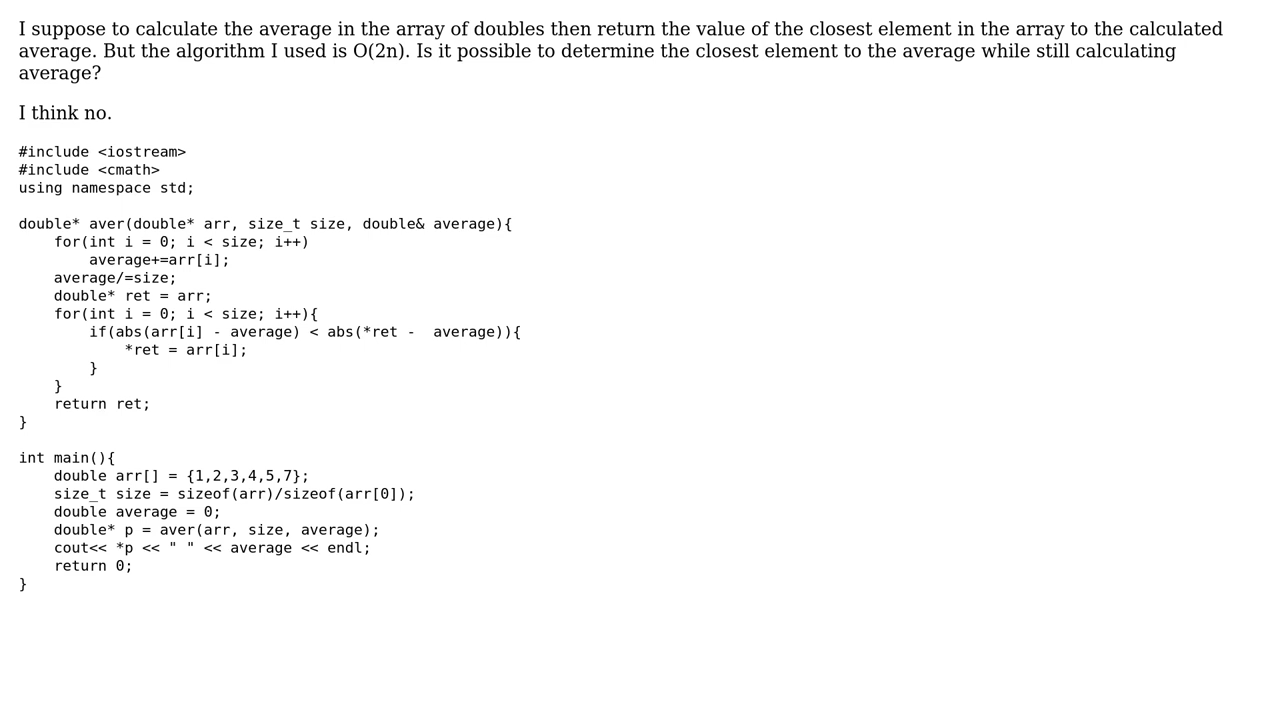 I suppose to calculate the average in the array of doubles then return the value of the closest element in the array to the calculated
average. But the algorithm I used is O(2n). Is it possible to determine the closest element to the average while still calculating
average?
I think no.
#include <iostream>
#include <cmath>
using namespace std;
double* aver(double* arr, size_t size, double& average){
    for(int i = 0; i < size; i++)
        average+=arr[i];
    average/=size;
    double* ret = arr;
    for(int i = 0; i < size; i++){
        if(abs(arr[i] - average) < abs(*ret -  average)){
            *ret = arr[i];
        }
    }
    return ret;
}
int main(){
    double arr[] = {1,2,3,4,5,7};
    size_t size = sizeof(arr)/sizeof(arr[0]);
    double average = 0;
    double* p = aver(arr, size, average);
    cout<< *p << " " << average << endl;
    return 0;
}